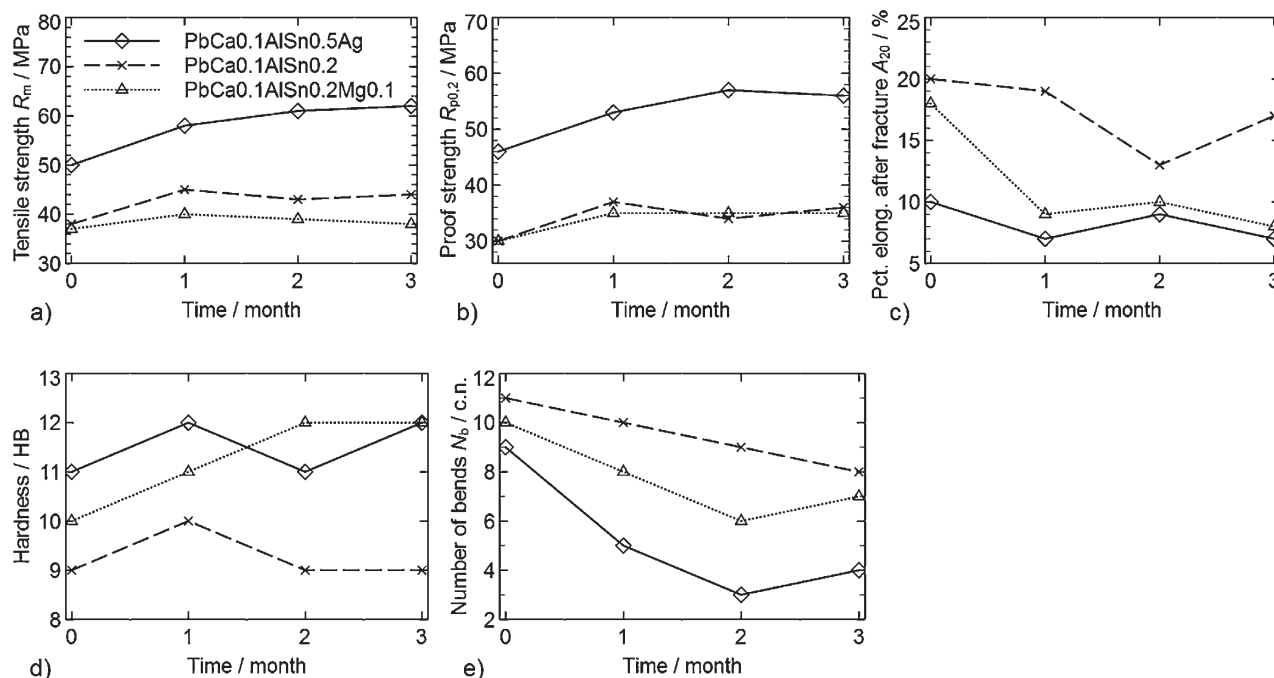 80
70
60
50
40
30
Tensile strength Rm / MPa
PbCa0.1AlSn0.5Ag
PbCa0.1AlSn0.2
PbCa0.1AlSn0.2Mg0.1
0 1 2 3
Time / month
a)
70
60
50
40
30
Proof strength Rp0,2 / MPa
0 1 2 3
Time / month
b)
25
20
15
10
5
Pct. elong. after fracture A20 / %
0 1 2 3
Time / month
c)
13
12
11
10
9
8
Hardness / HB
0 1 2 3
Time / month
d)
12
10
8
6
4
2
Number of bends Nb / c.n.
0 1 2 3
Time / month
e)